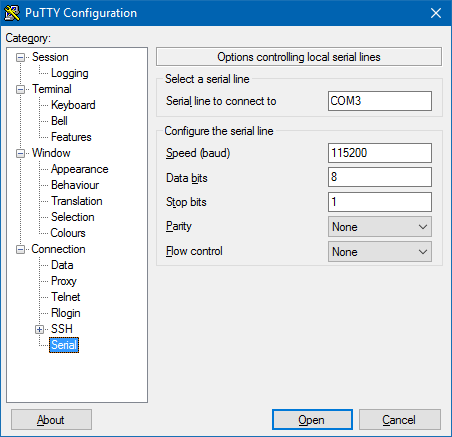 PuTTY Configuration
Category:
Session
Logging
Terminal
Keyboard
Bell
Features
Window
Appearance
Behaviour
Translation
Selection
Colours
Connection
Data
Proxy
Telnet
Rlogin
SSH
Serial
Options controlling local serial lines
Select a serial line
Serial line to connect to COM3
Configure the serial line
Speed (baud) 115200
Data bits 8
Stop bits 1
Parity None
Flow control None
About Open Cancel